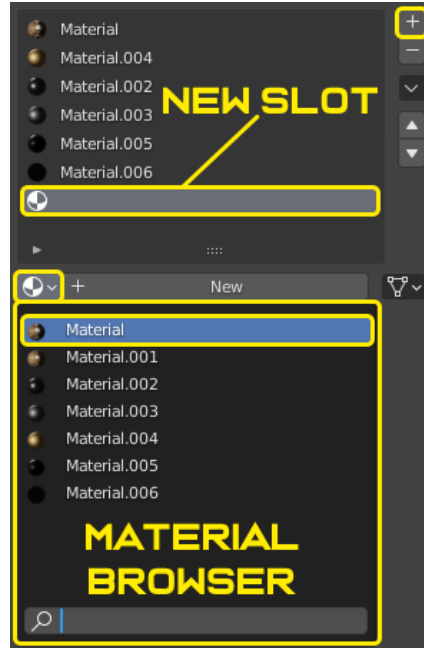 Material
Material.004
Material.002
NEW SLOT
Material.003
Material.005
Material.006
+ New
Material
Material.001
Material.002
Material.003
Material.004
Material.005
Material.006
MATERIAL
BROWSER